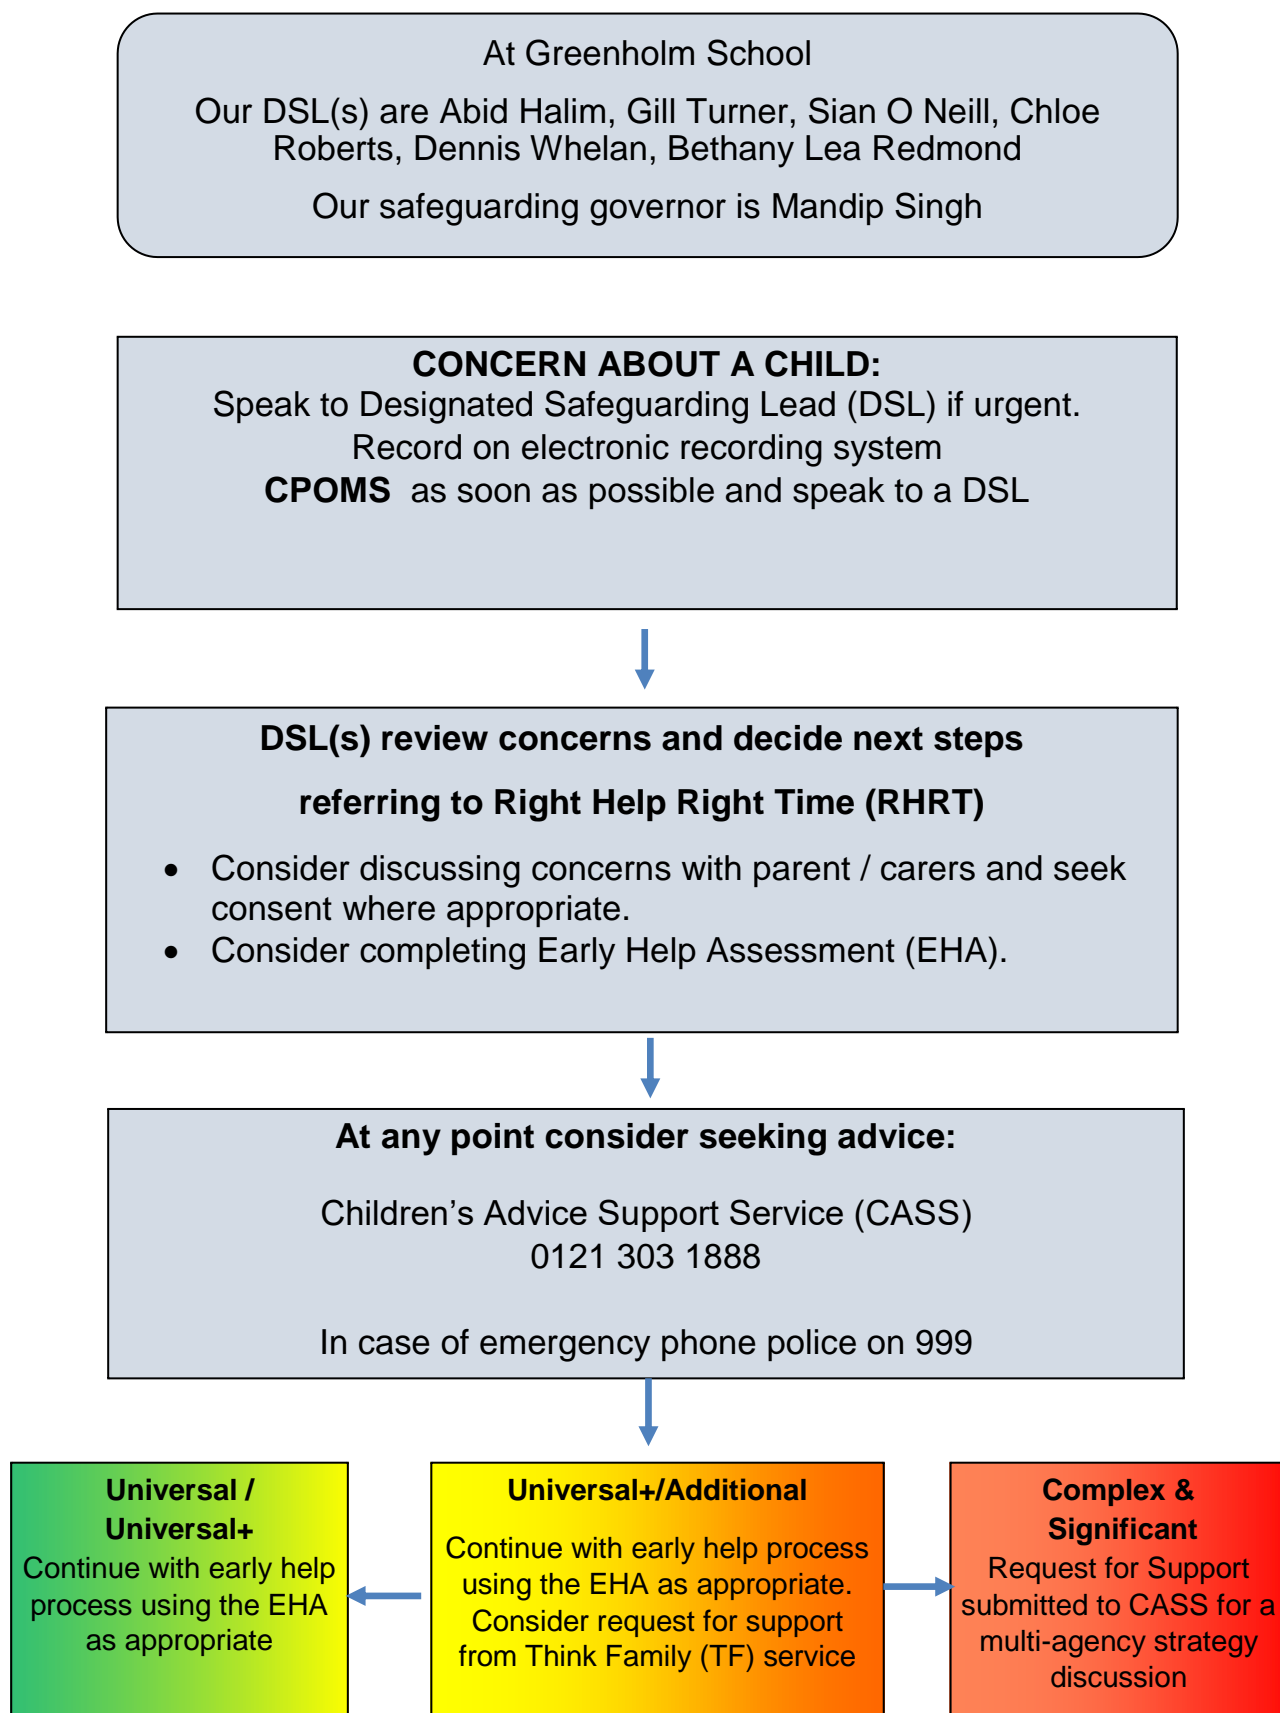 At Greenholm School
Our DSL(s) are Abid Halim, Gill Turner, Sian O Neill, Chloe
Roberts, Dennis Whelan, Bethany Lea Redmond
Our safeguarding governor is Mandip Singh
CONCERN ABOUT A CHILD:
Speak to Designated Safeguarding Lead (DSL) if urgent.
Record on electronic recording system
CPOMS as soon as possible and speak to a DSL
DSL(s) review concerns and decide next steps
referring to Right Help Right Time (RHRT)
• Consider discussing concerns with parent / carers and seek
consent where appropriate.
• Consider completing Early Help Assessment (EHA).
At any point consider seeking advice:
Children’s Advice Support Service (CASS)
0121 303 1888
In case of emergency phone police on 999
Universal /
Universal+
Continue with early help
process using the EHA
as appropriate
Universal+/Additional
Continue with early help process
using the EHA as appropriate.
Consider request for support
from Think Family (TF) service
Complex &
Significant
Request for Support
submitted to CASS for a
multi-agency strategy
discussion